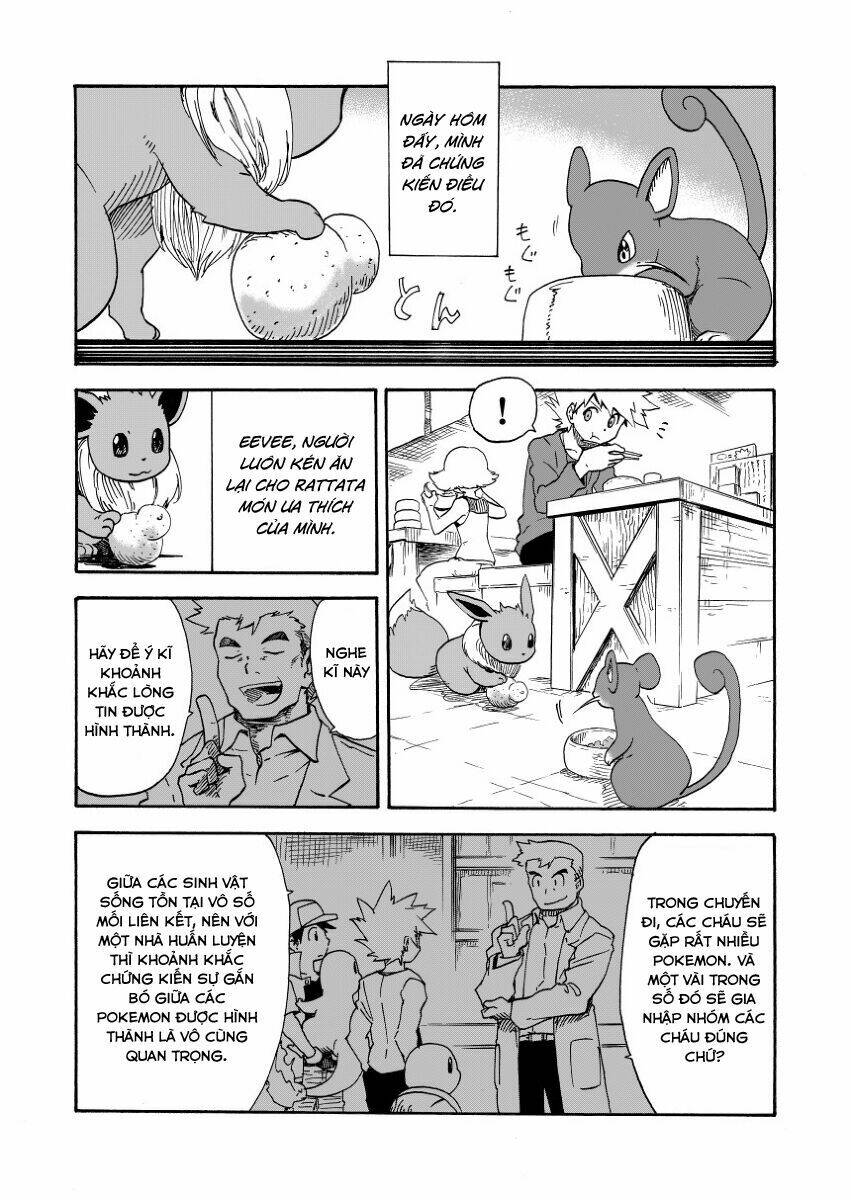 NGÀY HÔM
ĐẤY, MÌNH
ĐÃ CHỨNG
KIẾN ĐIỀU
ĐÓ.
もぐ
もぐ
とん
!
EEVEE, NGƯỜI
LUÔN KÉN ĂN
LẠI CHO RATTATA
MÓN ƯA THÍCH
CỦA MÌNH.
NGHE
KĨ NÀY
HÃY ĐỂ Ý KĨ
KHOẢNH
KHẮC LÒNG
TIN ĐƯỢC
HÌNH THÀNH.
TRONG CHUYẾN
ĐI, CÁC CHÁU SẼ
GẶP RẤT NHIỀU
POKEMON. VÀ
MỘT VÀI TRONG
SỐ ĐÓ SẼ GIA
NHẬP NHÓM CÁC
CHÁU ĐÚNG
CHỨ?
GIỮA CÁC SINH VẬT
SỐNG TỒN TẠI VÔ SỐ
MỐI LIÊN KẾT, NÊN VỚI
MỘT NHÀ HUẤN LUYỆN
THÌ KHOẢNH KHẮC
CHỨNG KIẾN SỰ GẮN
BÓ GIỮA CÁC
POKEMON ĐƯỢC HÌNH
THÀNH LÀ VÔ CÙNG
QUAN TRỌNG.